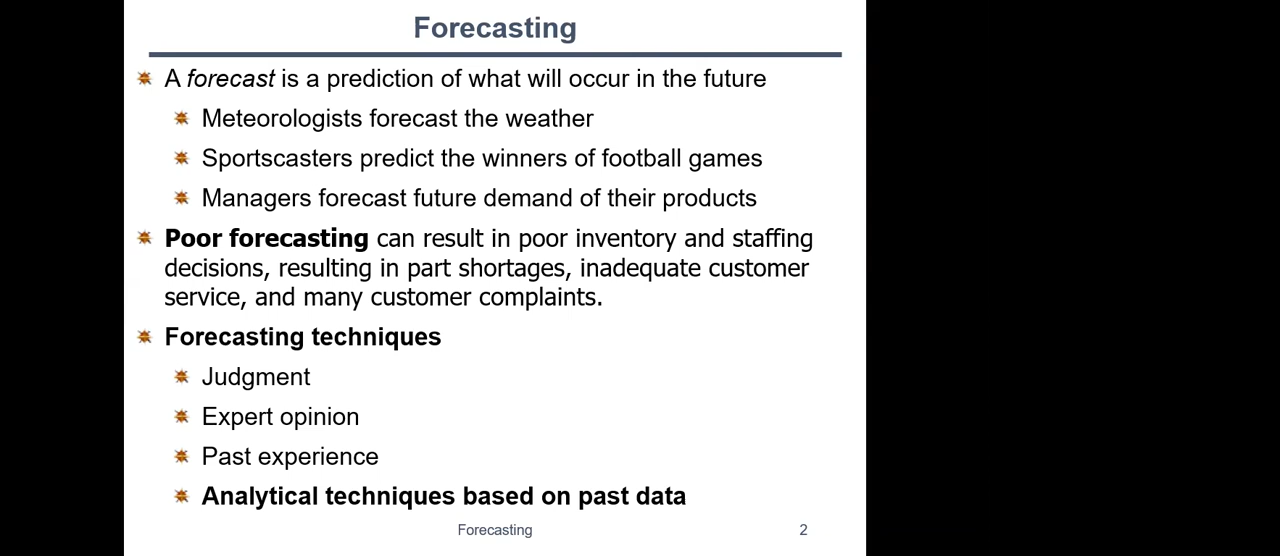 Forecasting
A forecast is a prediction of what will occur in the future
Meteorologists forecast the weather
Sportscasters predict the winners of football games
Managers forecast future demand of their products
Poor forecasting can result in poor inventory and staffing
decisions, resulting in part shortages, inadequate customer
service, and many customer complaints.
Forecasting techniques
Judgment
Expert opinion
Past experience
Analytical techniques based on past data
Forecasting 2